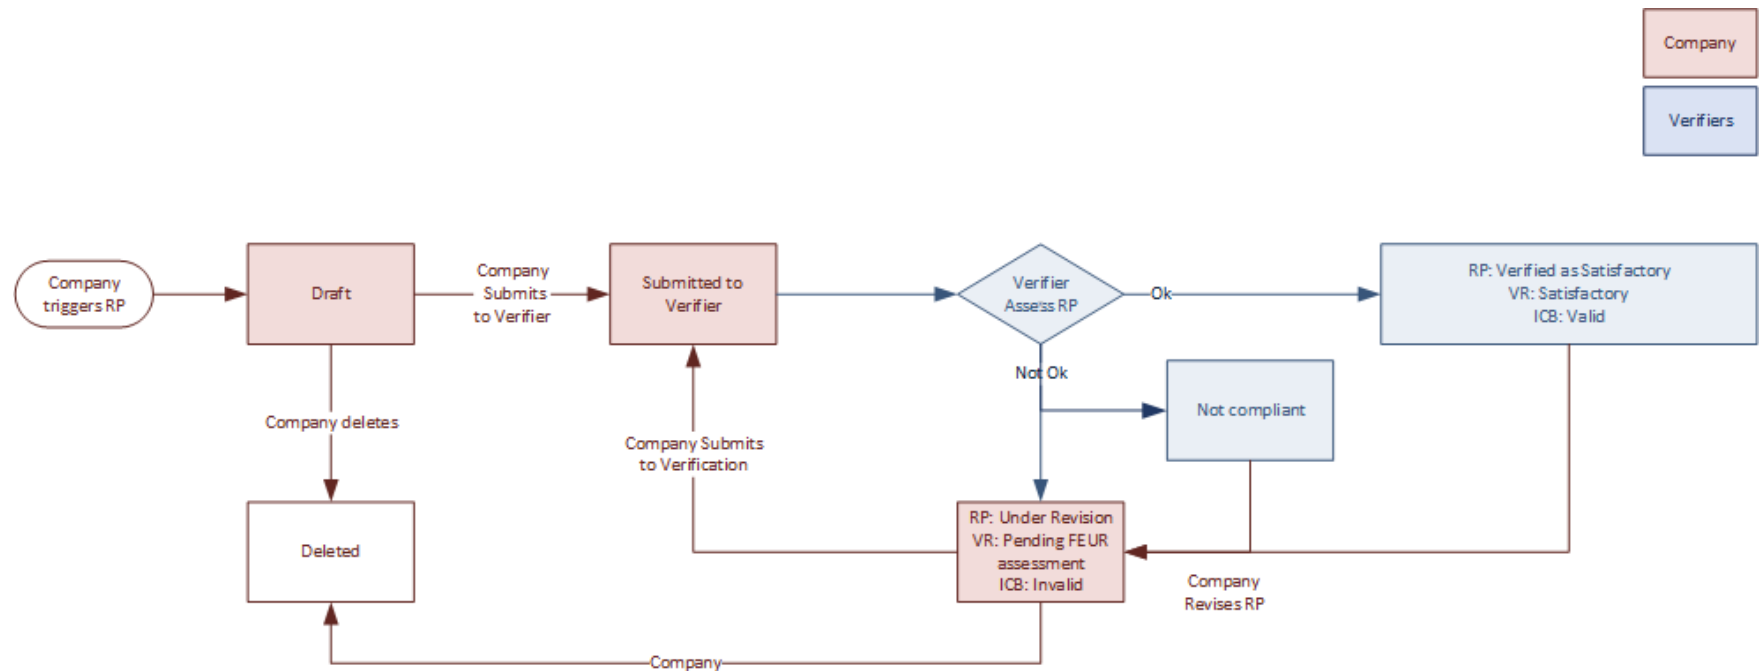 Company
Verifiers
Company
triggers RP
Draft
Company
Submits
to Verifier
Submitted to
Verifier
Verifier
Assess RP
Ok
RP: Verified as Satisfactory
VR: Satisfactory
ICB: Valid
Not Ok
Not compliant
Company deletes
Company Submits
to Verification
Deleted
RP: Under Revision
VR: Pending FEUR
assessment
ICB: Invalid
Company
Revises RP
Company